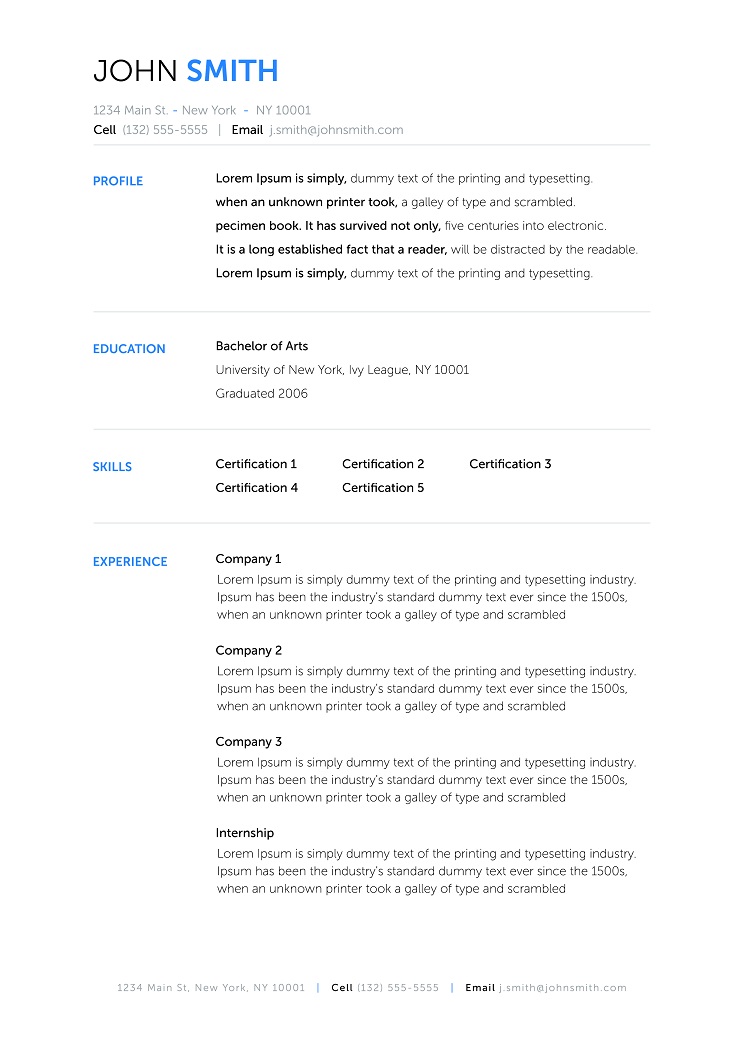 JOHN SMITH
1234 Main St. - New York - NY 10001
Cell (132) 555-5555 | Email j.smith@johnsmith.com
PROFILE
Lorem Ipsum is simply, dummy text of the printing and typesetting.
when an unknown printer took, a galley of type and scrambled.
pecimen book. It has survived not only, five centuries into electronic.
It is a long established fact that a reader, will be distracted by the readable.
Lorem Ipsum is simply, dummy text of the printing and typesetting.
EDUCATION
Bachelor of Arts
University of New York, Ivy League, NY 10001
Graduated 2006
SKILLS
Certification 1 Certification 2 Certification 3
Certification 4 Certification 5
EXPERIENCE
Company 1
Lorem Ipsum is simply dummy text of the printing and typesetting industry.
Ipsum has been the industry's standard dummy text ever since the 1500s,
when an unknown printer took a galley of type and scrambled
Company 2
Lorem Ipsum is simply dummy text of the printing and typesetting industry.
Ipsum has been the industry's standard dummy text ever since the 1500s,
when an unknown printer took a galley of type and scrambled
Company 3
Lorem Ipsum is simply dummy text of the printing and typesetting industry.
Ipsum has been the industry's standard dummy text ever since the 1500s,
when an unknown printer took a galley of type and scrambled
Internship
Lorem Ipsum is simply dummy text of the printing and typesetting industry.
Ipsum has been the industry's standard dummy text ever since the 1500s,
when an unknown printer took a galley of type and scrambled
1234 Main St, New York, NY 10001 | Cell (132) 555-5555 | Email j.smith@johnsmith.com